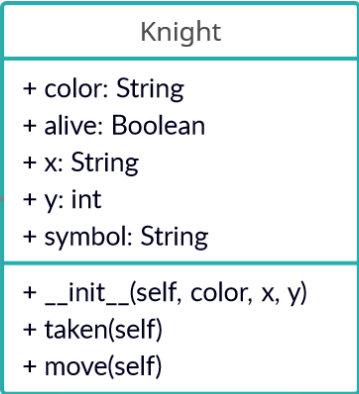 Knight
+ color: String
+ alive: Boolean
+ x: String
+ y: int
+ symbol: String
+ __init__(self, color, x, y)
+ taken(self)
+ move(self)